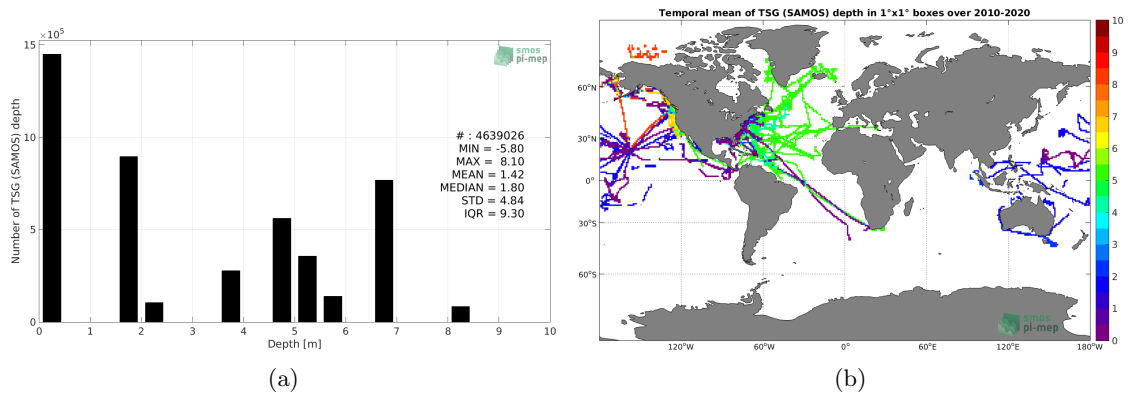 ×10⁵
15
10
5
0
Number of TSG (SAMOS) depth
smos
pi-mep
# : 4639026
MIN = -5.80
MAX = 8.10
MEAN = 1.42
MEDIAN = 1.80
STD = 4.84
IQR = 9.30
0 1 2 3 4 5 6 7 8 9 10
Depth [m]
(a)
Temporal mean of TSG (SAMOS) depth in 1°x1° boxes over 2010-2020
60°N
30°N
0°
30°S
60°S
120°W 60°W 0° 60°E 120°E 180°W
smos
pi-mep
10
9
8
7
6
5
4
3
2
1
0
(b)